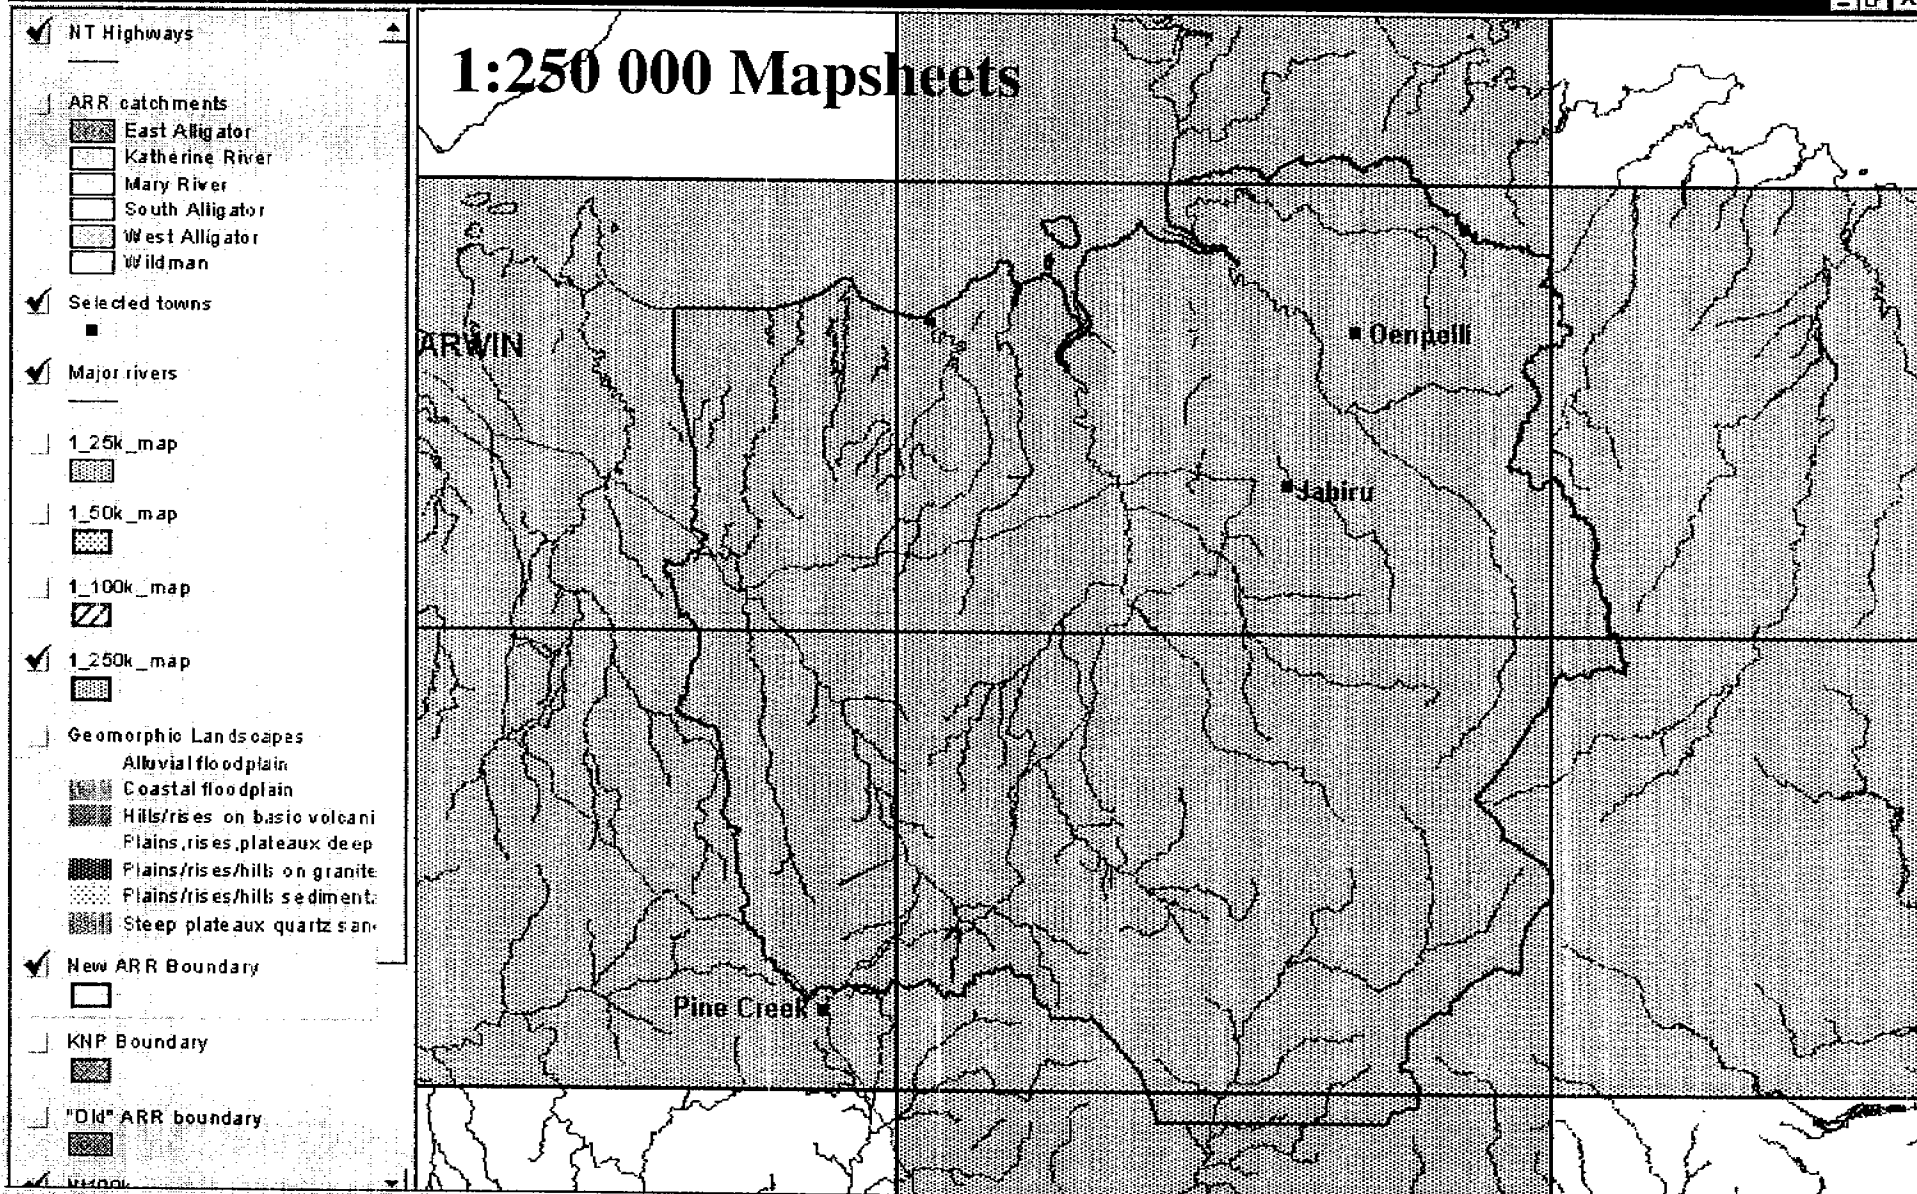 NT Highways
ARR catchments
East Alligator
Katherine River
Mary River
South Alligator
West Alligator
Wildman
Selected towns
Major rivers
1_25k_map
1_50k_map
1_100k_map
1_250k_map
Geomorphic Landscapes
Alluvial floodplain
Coastal floodplain
Hills/rises on basic volcani
Plains,rises,plateaux deep
Plains/rises/hills on granite
Plains/rises/hills sediment
Steep plateaux quartz san
New ARR Boundary
KNP Boundary
"Old" ARR boundary
1:250 000 Mapsheets
ARWIN
Oenpelli
Jabiru
Pine Creek